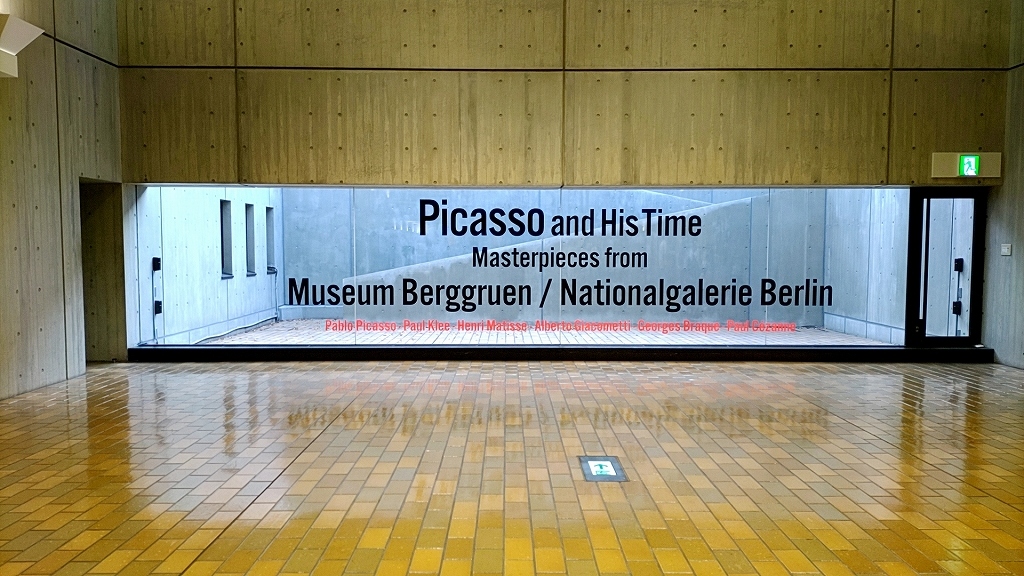 Picasso and His Time
Masterpieces from
Museum Berggruen / Nationalgalerie Berlin
Pablo Picasso · Paul Klee · Henri Matisse · Alberto Giacometti · Georges Braque · Paul Cézanne